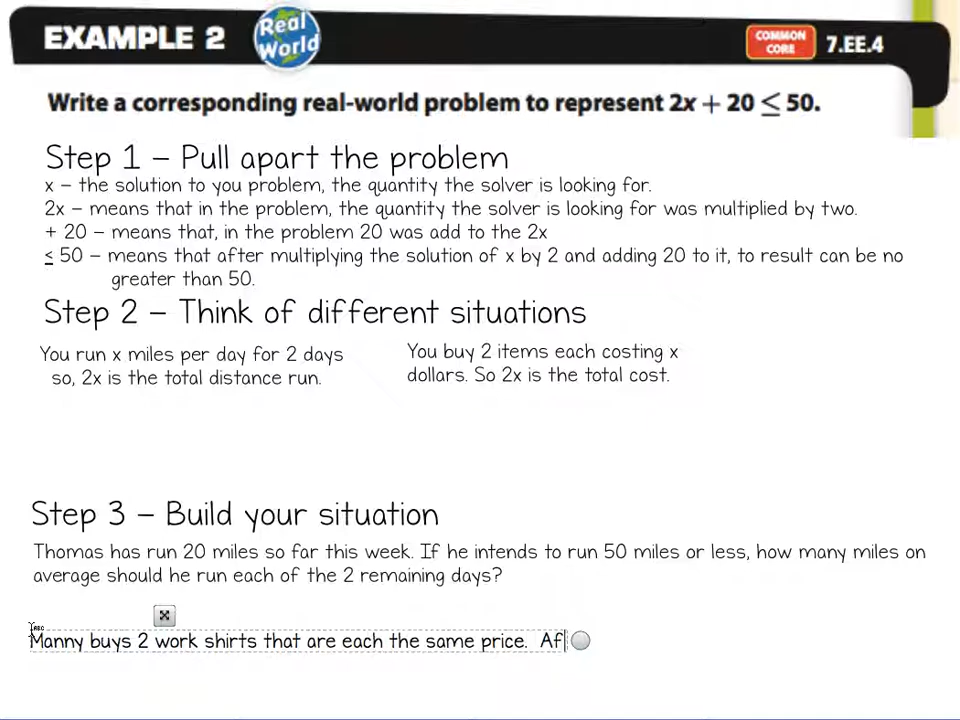 EXAMPLE 2
Real World
COMMON CORE
7.EE.4
Write a corresponding real-world problem to represent 2x + 20 ≤ 50.
Step 1 – Pull apart the problem
x – the solution to you problem, the quantity the solver is looking for.
2x – means that in the problem, the quantity the solver is looking for was multiplied by two.
+ 20 – means that, in the problem 20 was add to the 2x
≤ 50 – means that after multiplying the solution of x by 2 and adding 20 to it, to result can be no
greater than 50.
Step 2 – Think of different situations
You run x miles per day for 2 days
so, 2x is the total distance run.
You buy 2 items each costing x
dollars. So 2x is the total cost.
Step 3 – Build your situation
Thomas has run 20 miles so far this week. If he intends to run 50 miles or less, how many miles on
average should he run each of the 2 remaining days?
ABC
Manny buys 2 work shirts that are each the same price. Af